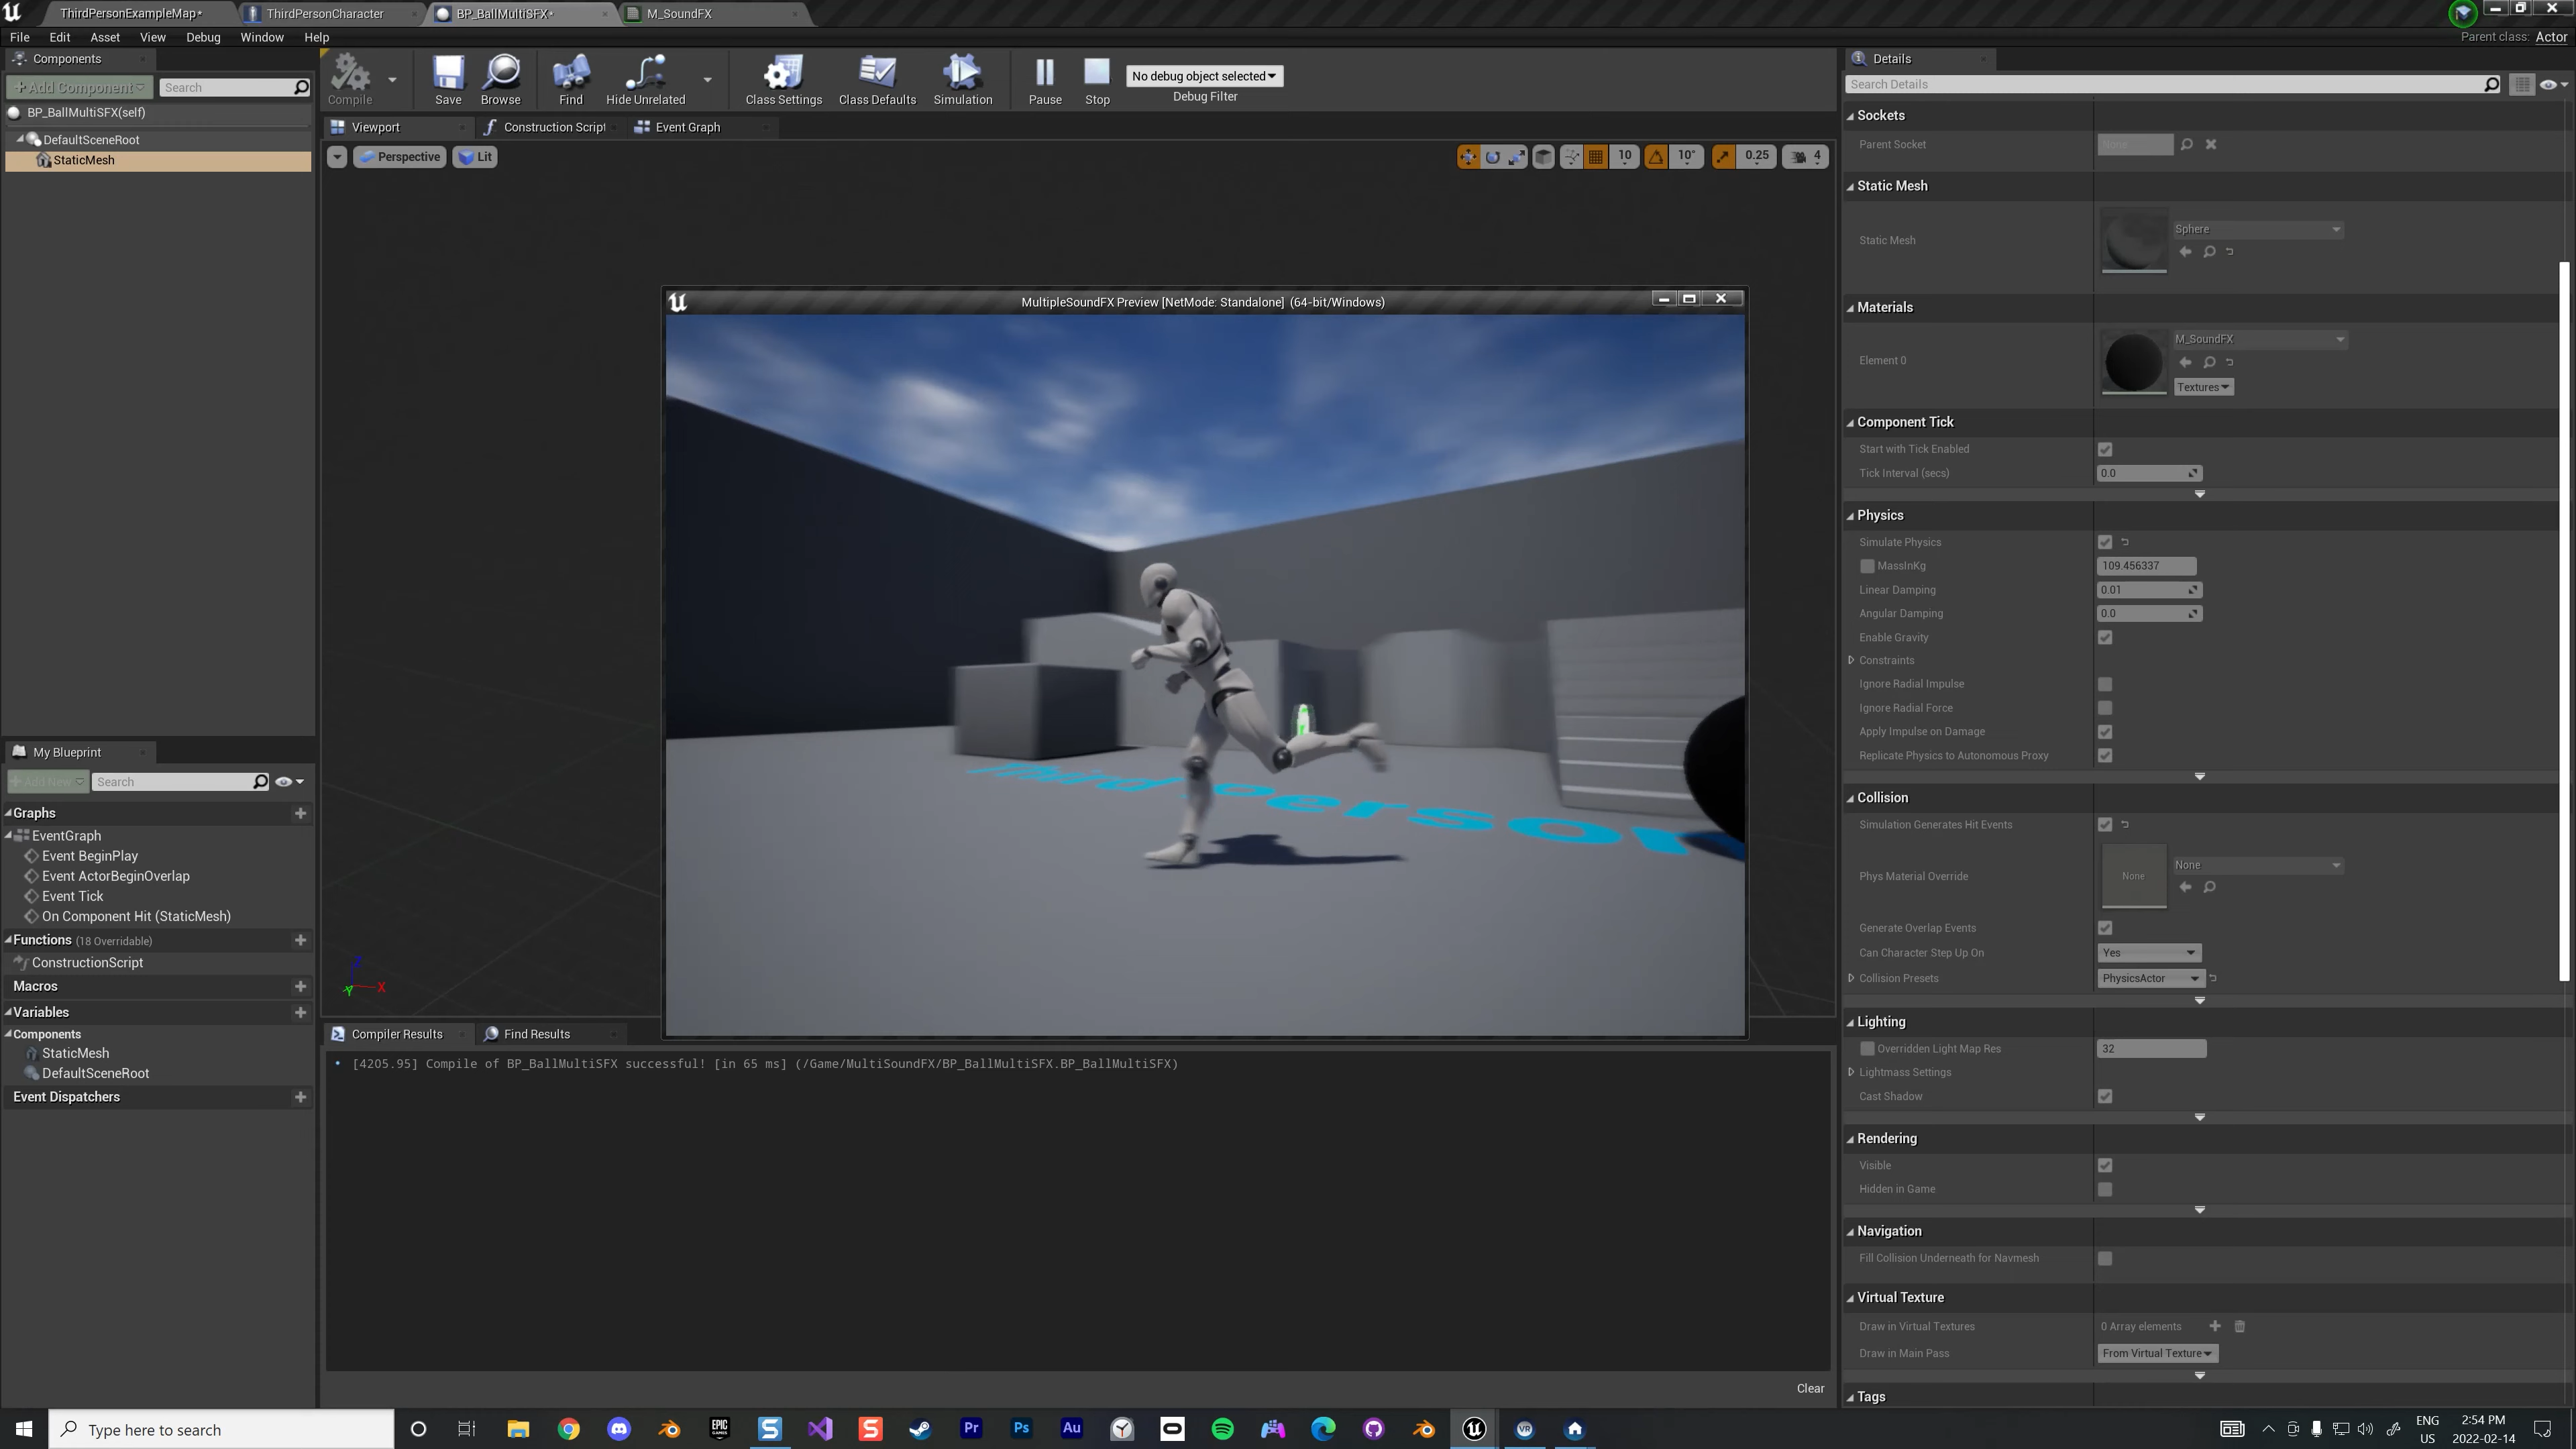 ThirdPersonExampleMap*
ThirdPersonCharacter
BP_BallMultiSFX*
M_SoundFX
File Edit Asset View Debug Window Help
Parent class: Actor
Components
+Add Component
Search
BP_BallMultiSFX(self)
DefaultSceneRoot
StaticMesh
Compile
Save
Browse
Find
Hide Unrelated
Class Settings
Class Defaults
Simulation
Pause
Stop
No debug object selected
Debug Filter
Viewport
Construction Script
Event Graph
Perspective
Lit
10
10°
0.25
4
MultipleSoundFX Preview [NetMode: Standalone] (64-bit/Windows)
X
Y
Z
My Blueprint
+Add New
Search
Graphs
EventGraph
Event BeginPlay
Event ActorBeginOverlap
Event Tick
On Component Hit (StaticMesh)
Functions (18 Overridable)
ConstructionScript
Macros
Variables
Components
StaticMesh
DefaultSceneRoot
Event Dispatchers
Compiler Results
Find Results
[4205.95] Compile of BP_BallMultiSFX successful! [in 65 ms] (/Game/MultiSoundFX/BP_BallMultiSFX.BP_BallMultiSFX)
Clear
Details
Search Details
Sockets
Parent Socket
None
Static Mesh
Static Mesh
Sphere
Materials
Element 0
M_SoundFX
Textures
Component Tick
Start with Tick Enabled
Tick Interval (secs)
0.0
Physics
Simulate Physics
MassInKg
109.456337
Linear Damping
0.01
Angular Damping
0.0
Enable Gravity
Constraints
Ignore Radial Impulse
Ignore Radial Force
Apply Impulse on Damage
Replicate Physics to Autonomous Proxy
Collision
Simulation Generates Hit Events
Phys Material Override
None
None
Generate Overlap Events
Can Character Step Up On
Yes
Collision Presets
PhysicsActor
Lighting
Overridden Light Map Res
32
Lightmass Settings
Cast Shadow
Rendering
Visible
Hidden in Game
Navigation
Fill Collision Underneath for Navmesh
Virtual Texture
Draw in Virtual Textures
0 Array elements
Draw in Main Pass
From Virtual Texture
Tags
Type here to search
EPIC GAMES
Pr
Ps
Au
VR
ENG
US
2:54 PM
2022-02-14